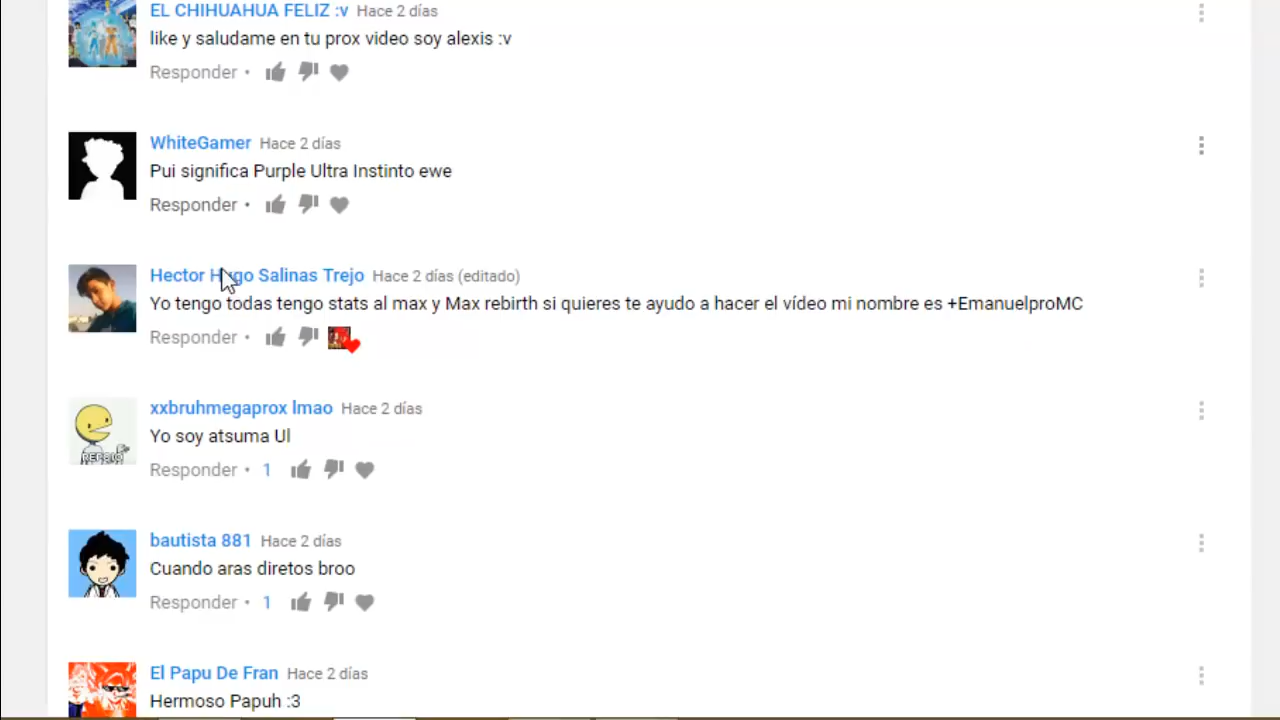 EL CHIHUAHUA FELIZ :v Hace 2 días
like y saludame en tu prox video soy alexis :v
Responder •
WhiteGamer Hace 2 días
Pui significa Purple Ultra Instinto ewe
Responder •
Hector Hugo Salinas Trejo Hace 2 días (editado)
Yo tengo todas tengo stats al max y Max rebirth si quieres te ayudo a hacer el vídeo mi nombre es +EmanuelproMC
Responder •
xxbruhmegaprox lmao Hace 2 días
Yo soy atsuma Ul
Responder • 1
bautista 881 Hace 2 días
Cuando aras diretos broo
Responder • 1
El Papu De Fran Hace 2 días
Hermoso Papuh :3